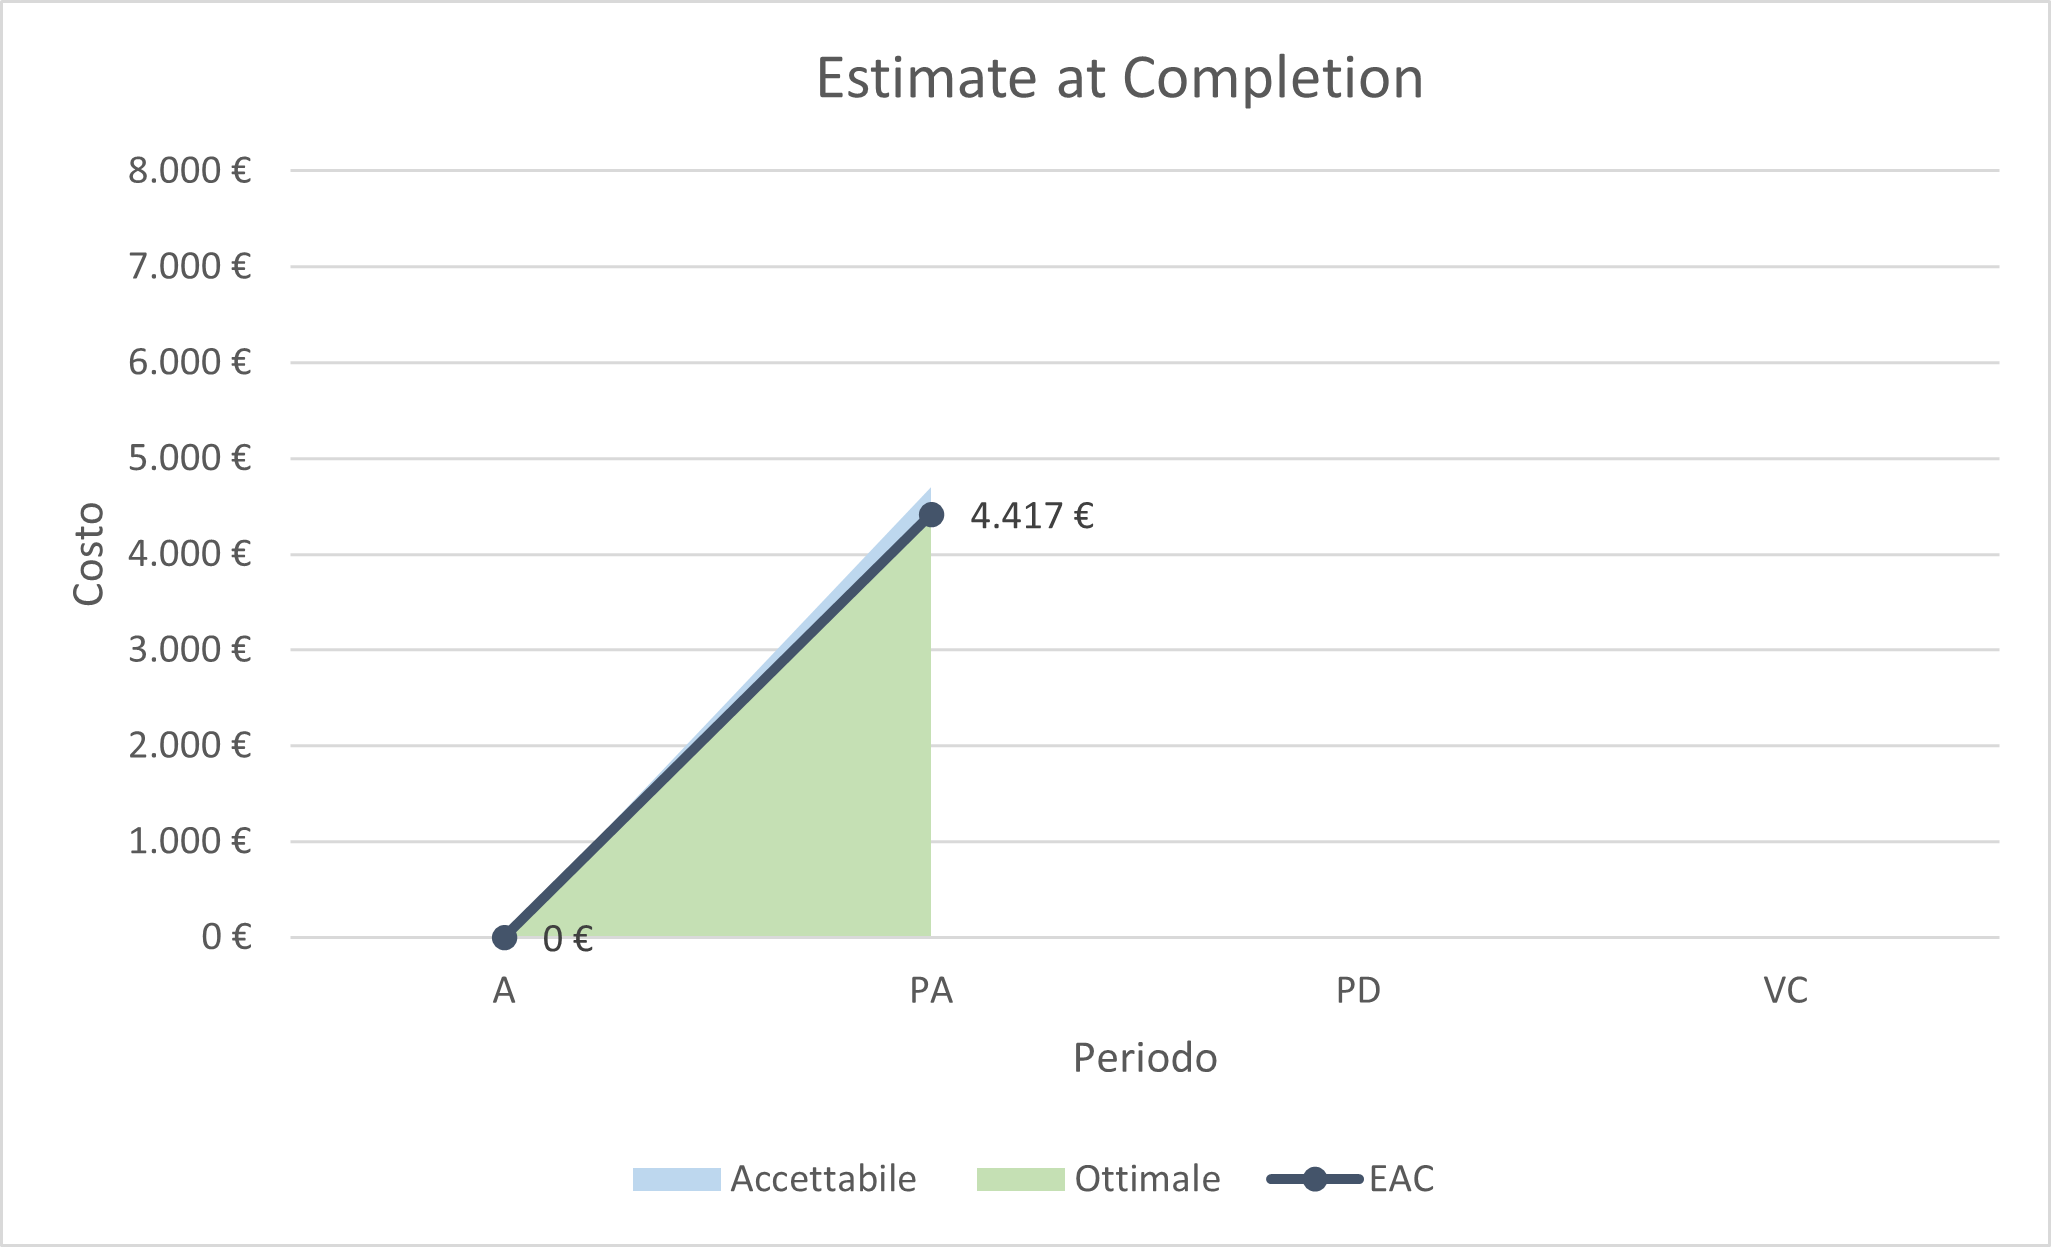 Estimate at Completion
8.000 €
7.000 €
6.000 €
5.000 €
4.000 €
3.000 €
2.000 €
1.000 €
0 €
Costo
4.417 €
0 €
A PA PD VC
Periodo
Accettabile Ottimale EAC